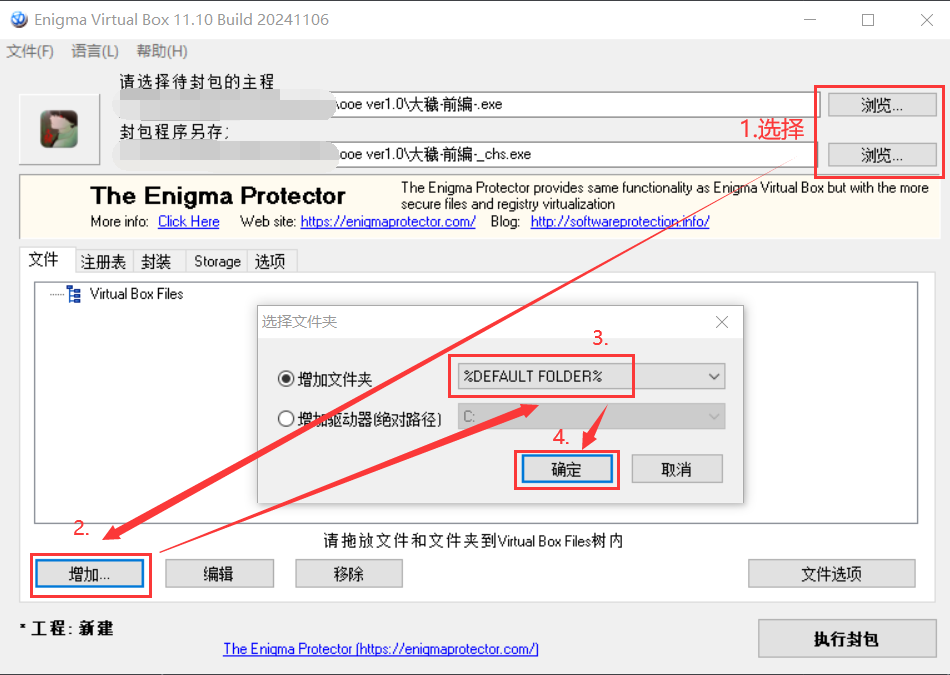 Enigma Virtual Box 11.10 Build 20241106
文件(F) 语言(L) 帮助(H)
请选择待封包的主程
\ooe ver1.0\大穢-前編-.exe
浏览...
1.选择
封包程序另存:
\ooe ver1.0\大穢-前編-_chs.exe
浏览...
The Enigma Protector
The Enigma Protector provides same functionality as Enigma Virtual Box but with the more
secure files and registry virtualization
More info: Click Here Web site: https://enigmaprotector.com/ Blog: http://softwareprotection.info/
文件 注册表 封装 Storage 选项
Virtual Box Files
选择文件夹
3.
增加文件夹 %DEFAULT FOLDER%
增加驱动器(绝对路径) C:
4.
确定 取消
2.
请拖放文件和文件夹到Virtual Box Files树内
增加... 编辑 移除 文件选项
* 工程: 新建
The Enigma Protector [https://enigmaprotector.com/]
执行封包